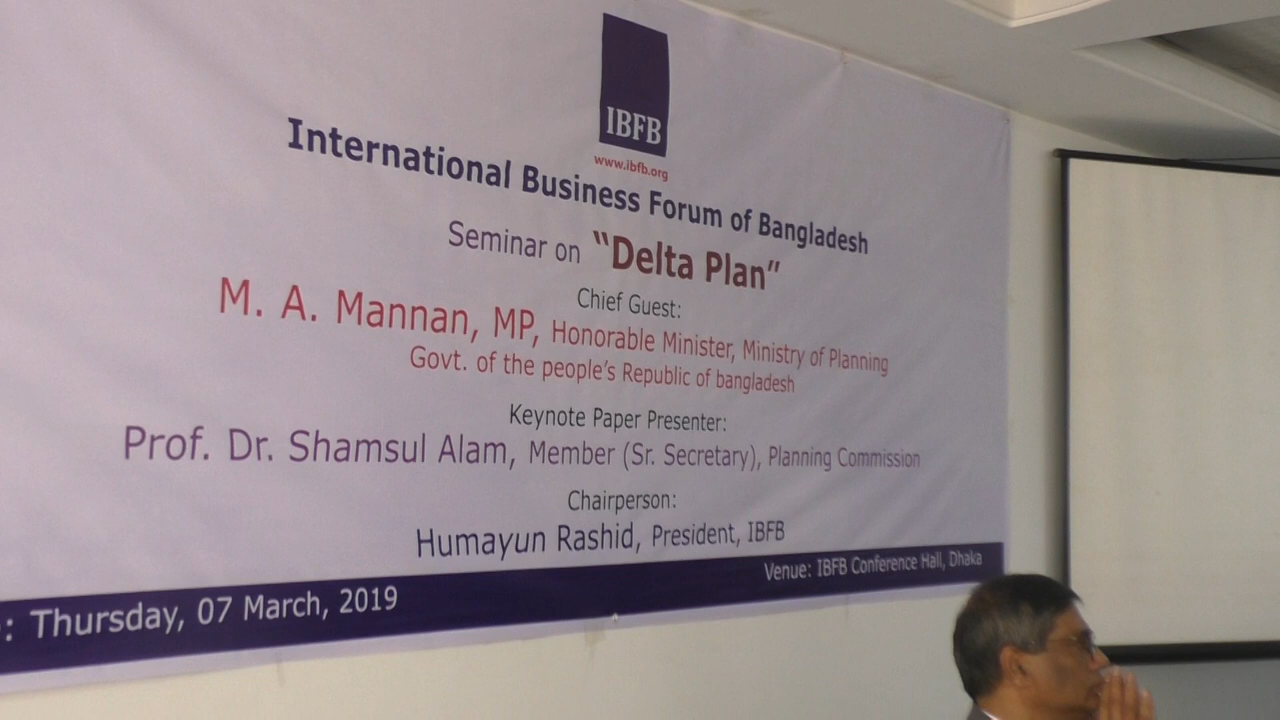 IBFB
www.ibfb.org
International Business Forum of Bangladesh
Seminar on “Delta Plan”
Chief Guest:
M. A. Mannan, MP, Honorable Minister, Ministry of Planning
Govt. of the people’s Republic of bangladesh
Keynote Paper Presenter:
Prof. Dr. Shamsul Alam, Member (Sr. Secretary), Planning Commission
Chairperson:
Humayun Rashid, President, IBFB
: Thursday, 07 March, 2019
Venue: IBFB Conference Hall, Dhaka